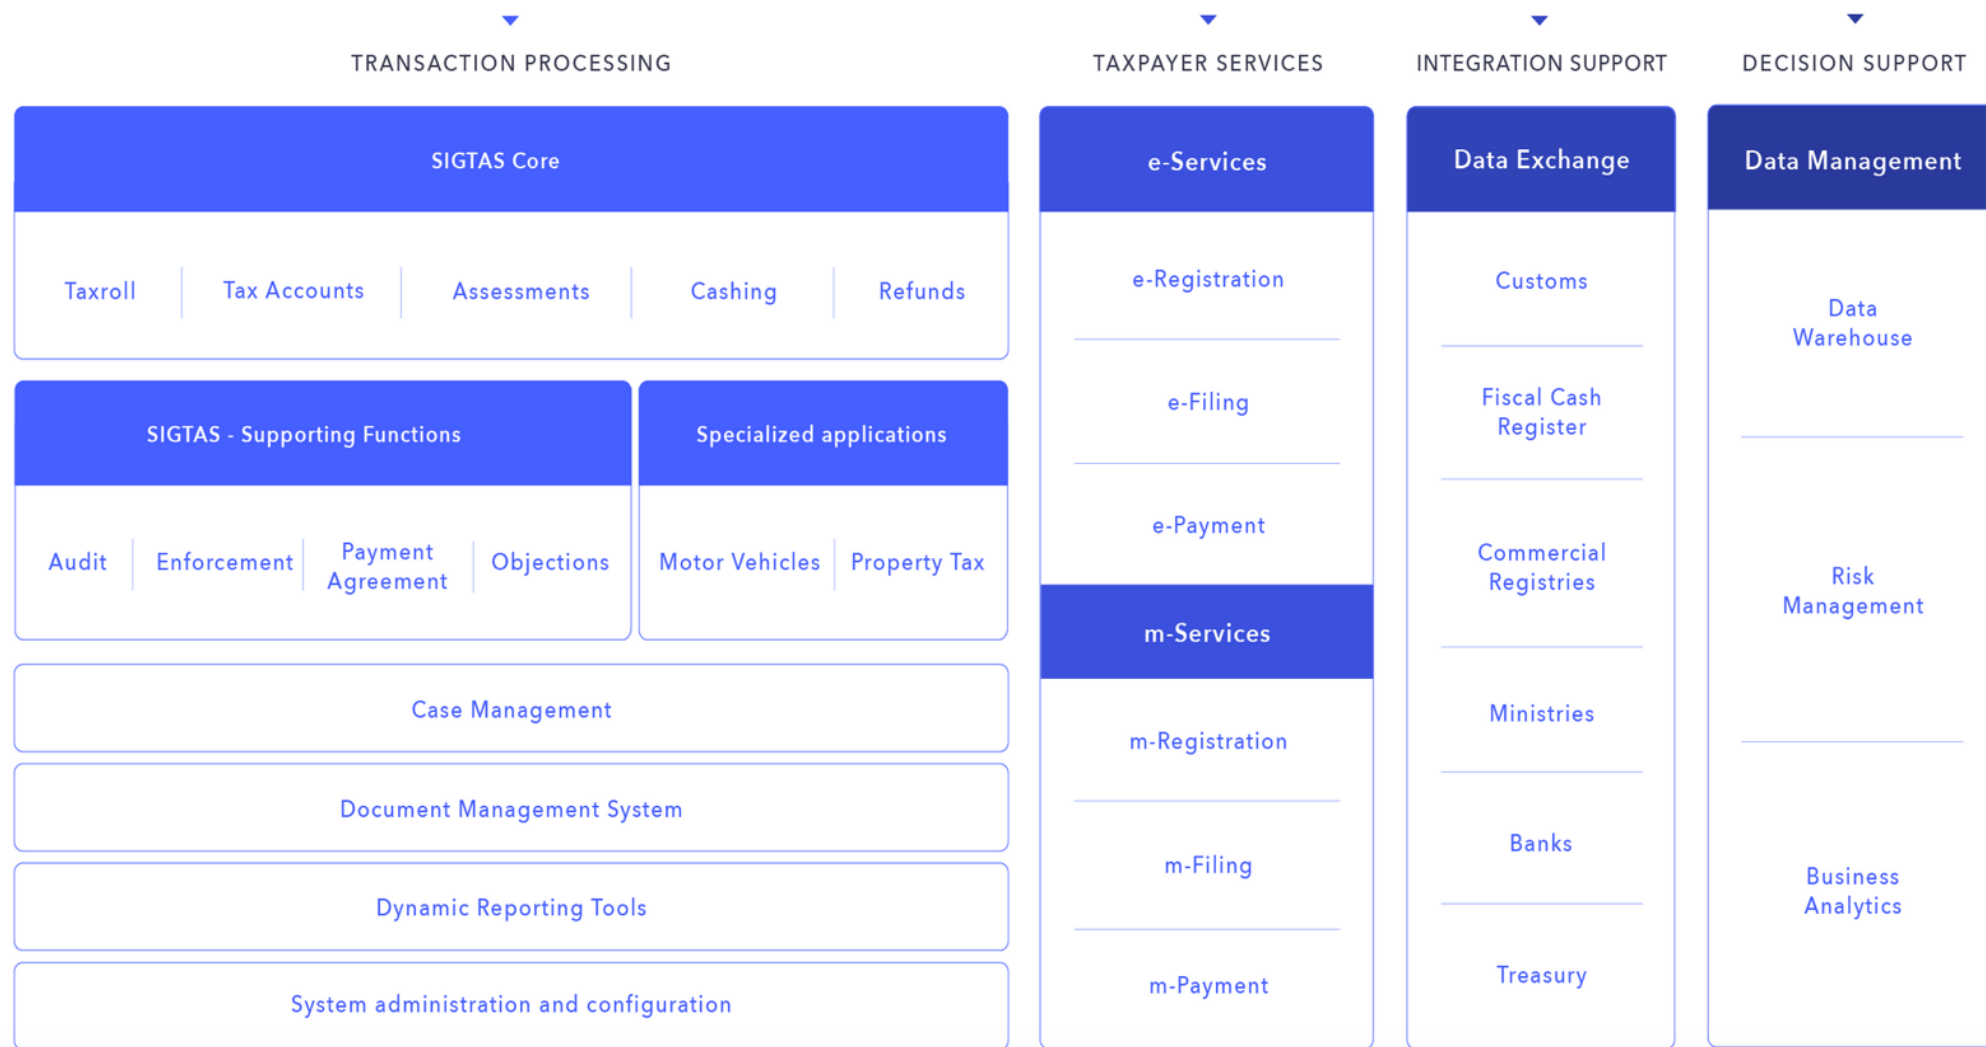 TRANSACTION PROCESSING
SIGTAS Core
Taxroll
Tax Accounts
Assessments
Cashing
Refunds
SIGTAS - Supporting Functions
Audit
Enforcement
Payment
Agreement
Objections
Specialized applications
Motor Vehicles
Property Tax
Case Management
Document Management System
Dynamic Reporting Tools
System administration and configuration
TAXPAYER SERVICES
e-Services
e-Registration
e-Filing
e-Payment
m-Services
m-Registration
m-Filing
m-Payment
INTEGRATION SUPPORT
Data Exchange
Customs
Fiscal Cash
Register
Commercial
Registries
Ministries
Banks
Treasury
DECISION SUPPORT
Data Management
Data
Warehouse
Risk
Management
Business
Analytics